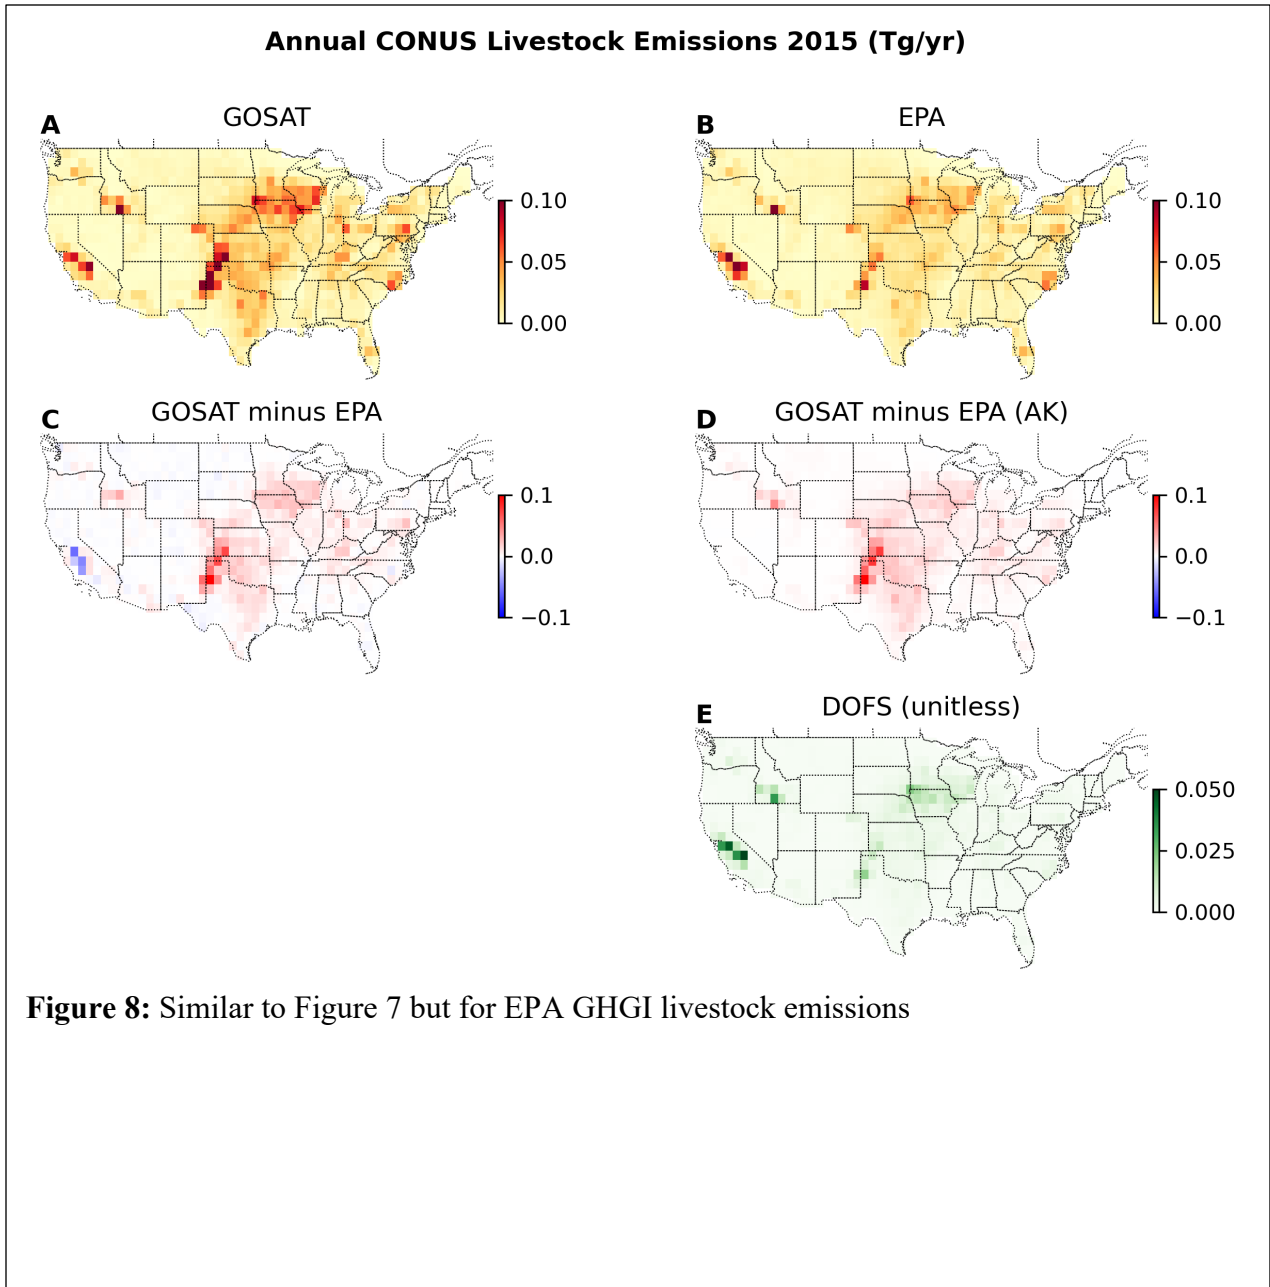 Annual CONUS Livestock Emissions 2015 (Tg/yr)
A
GOSAT
0.10
0.05
0.00
B
EPA
0.10
0.05
0.00
C
GOSAT minus EPA
0.1
0.0
−0.1
D
GOSAT minus EPA (AK)
0.1
0.0
−0.1
E
DOFS (unitless)
0.050
0.025
0.000
Figure 8: Similar to Figure 7 but for EPA GHGI livestock emissions